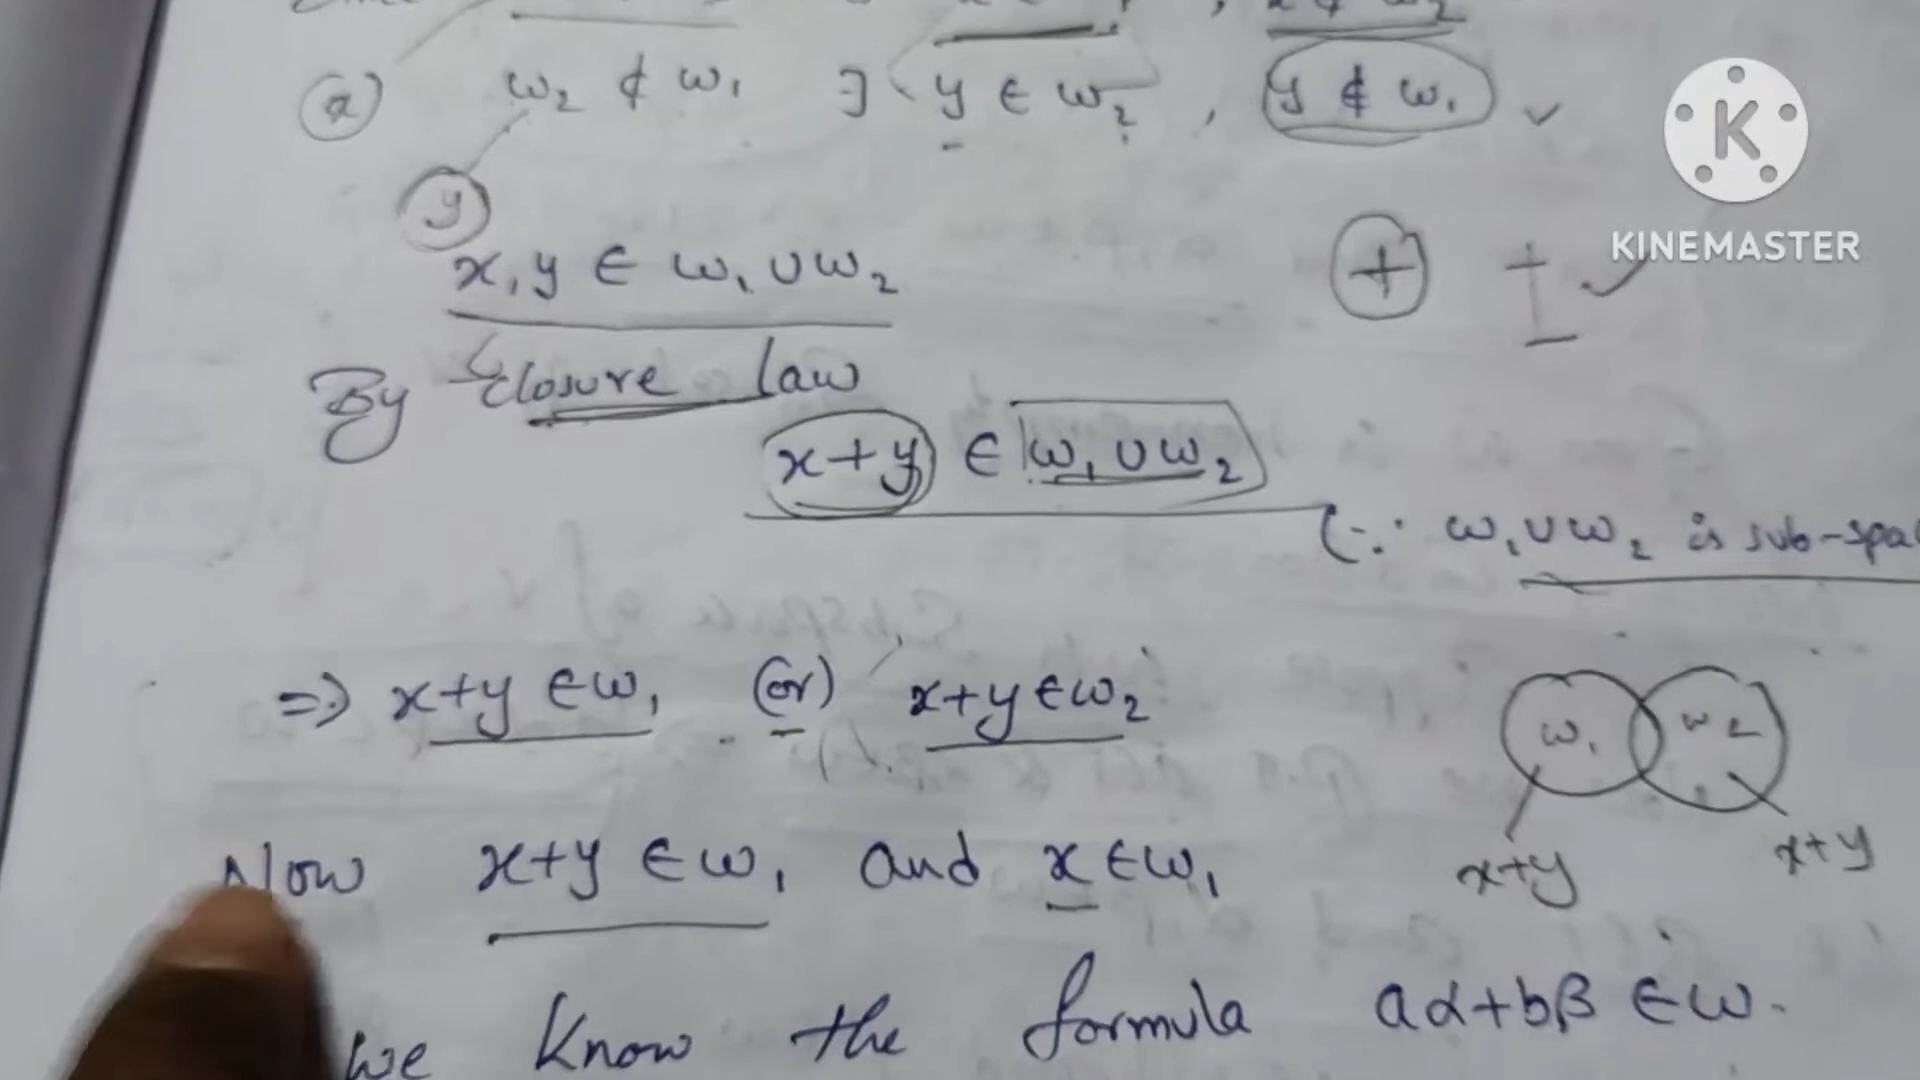 (x) ω₂ ⊄ ω₁ ∃ y ∈ ω₂ , y ∉ ω₁ ✓
(y)
x, y ∈ ω₁ ∪ ω₂
+ ±
K
KINEMASTER
By closure law
x+y ∈ ω₁ ∪ ω₂
(∵ ω₁ ∪ ω₂ is sub-spa
⇒ x+y ∈ ω₁ (or) x+y ∈ ω₂
ω₁ ω₂
x+y x+y
Now x+y ∈ ω₁ and x ∈ ω₁
we know the formula aα+bβ ∈ ω.